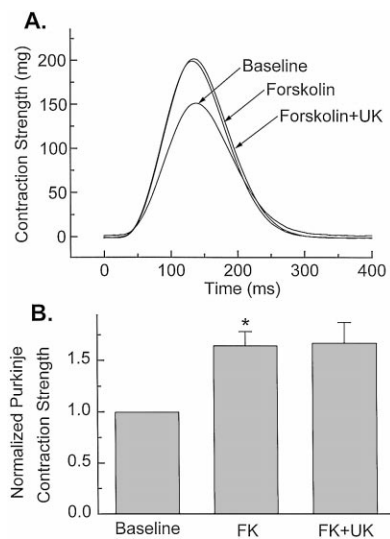 A.
Contraction Strength (mg)
200
150
100
50
0
Baseline
Forskolin
Forskolin+UK
0 100 200 300 400
Time (ms)
B.
Normalized Purkinje
Contraction Strength
1.5
1.0
0.5
0.0
*
Baseline FK FK+UK